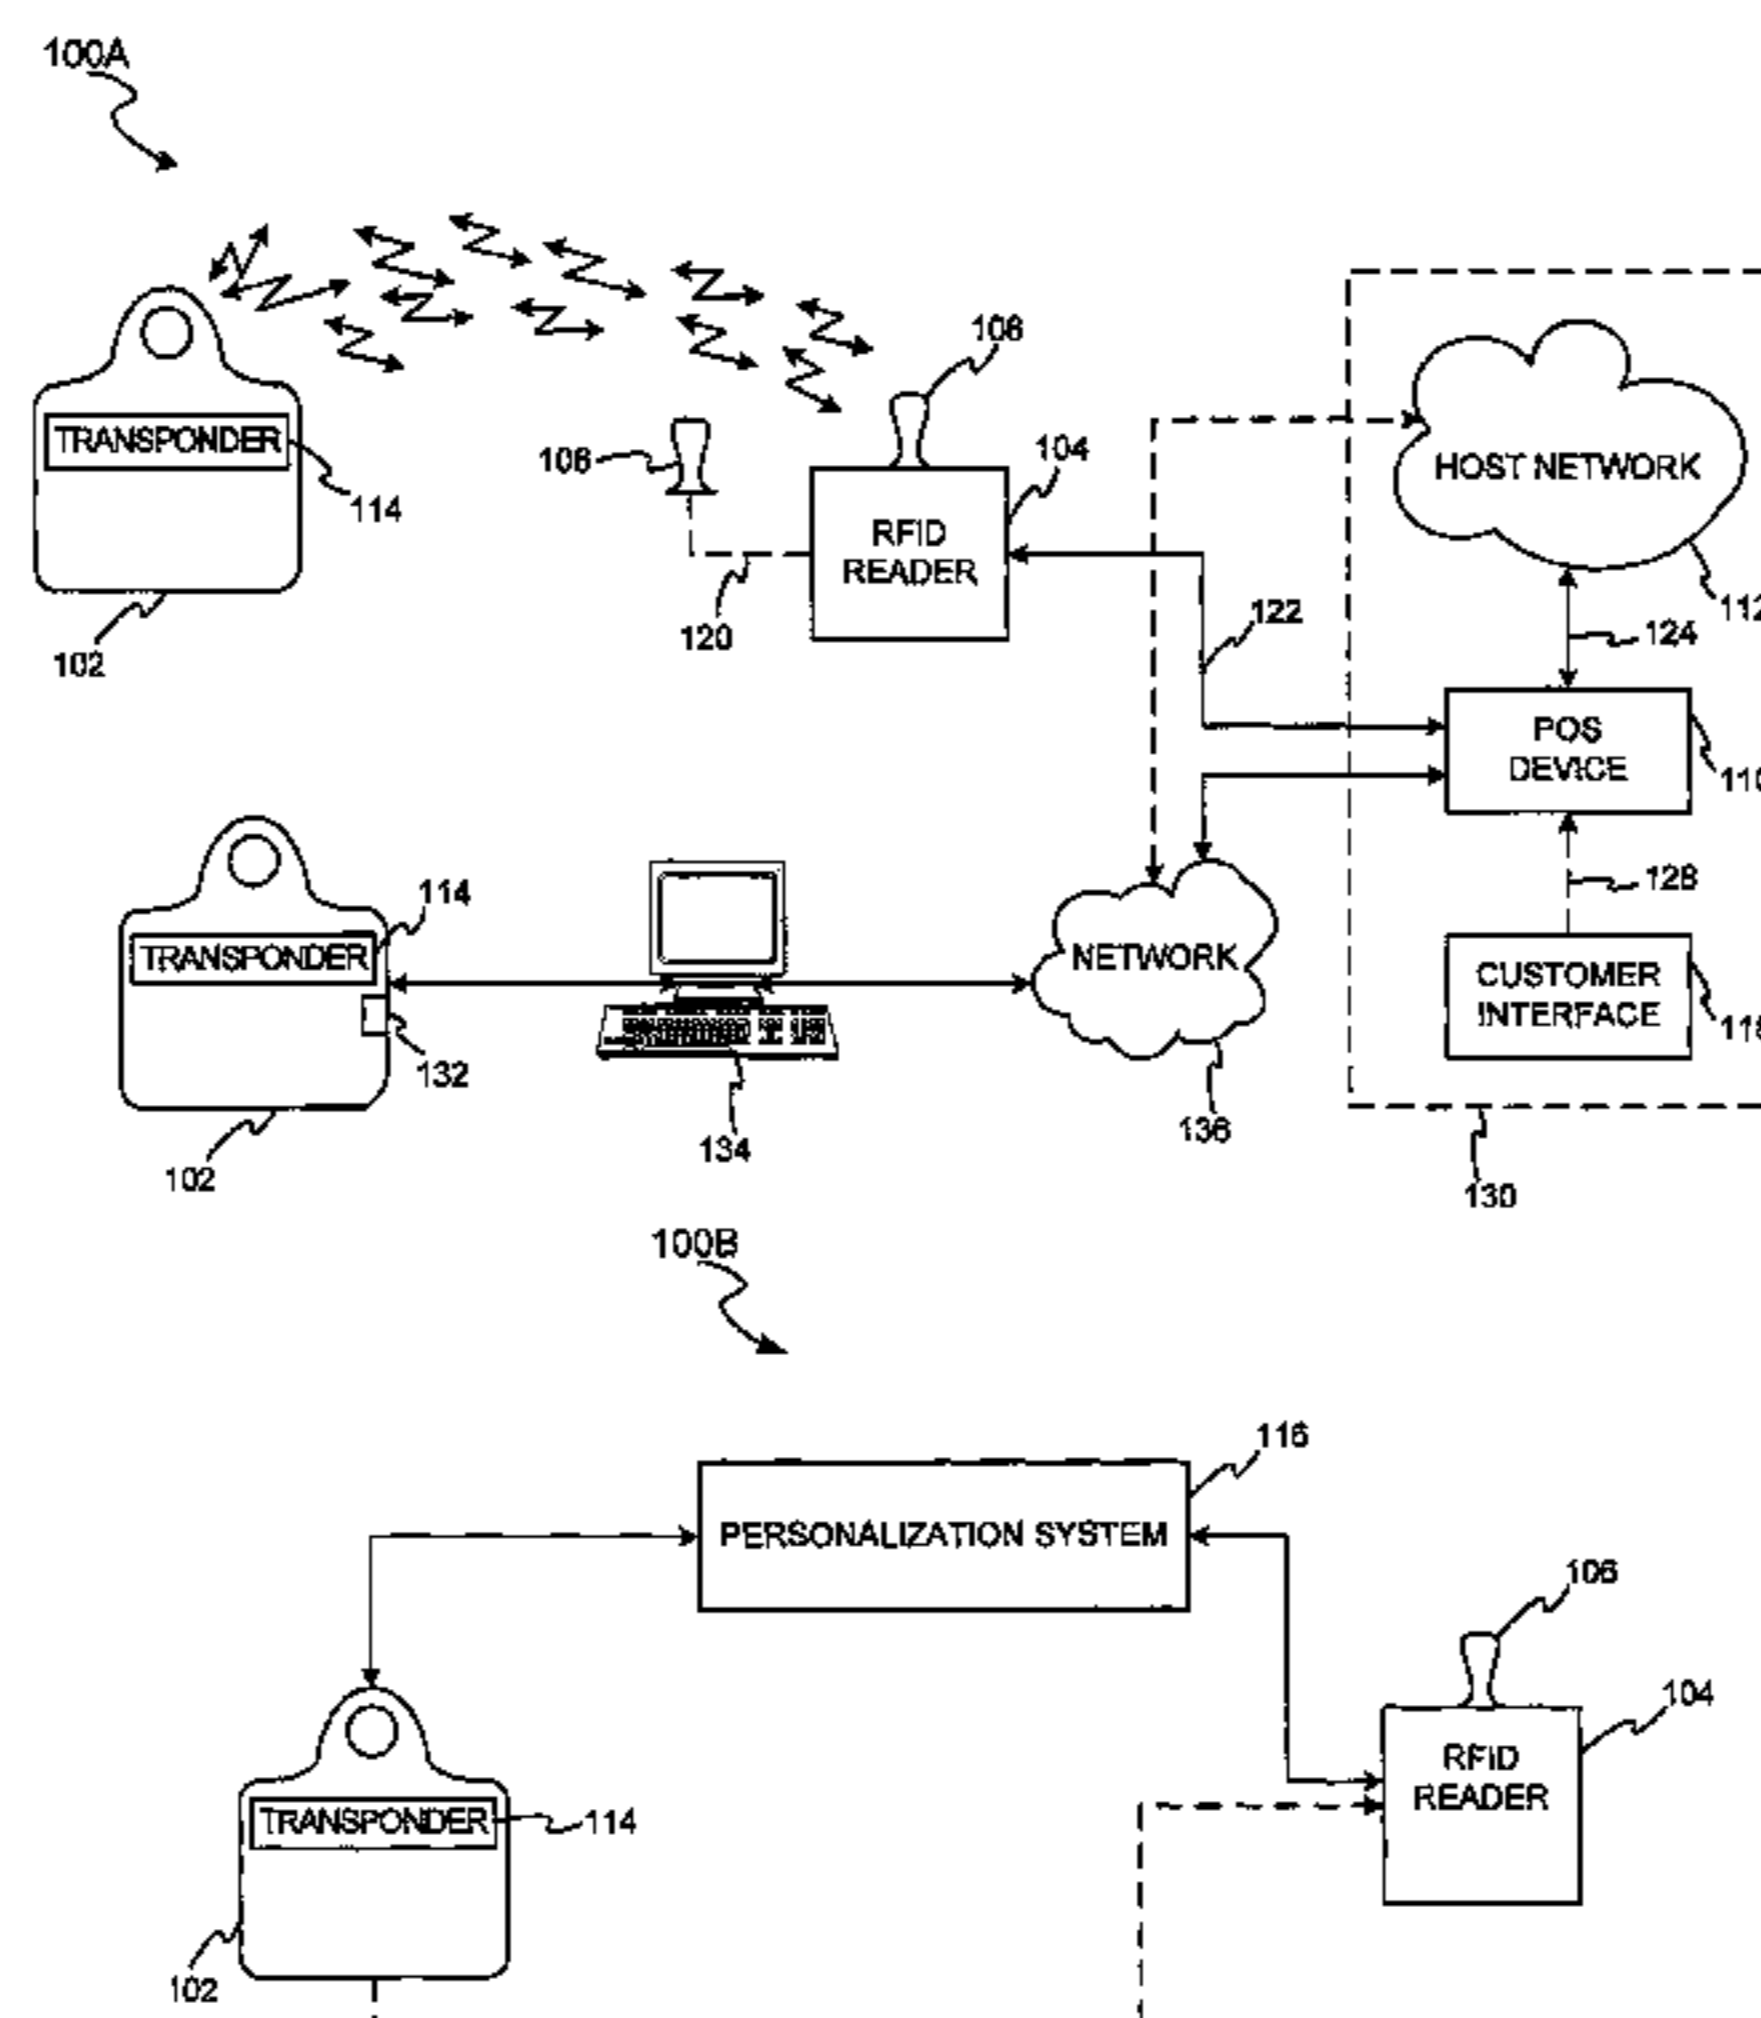 100A
106
TRANSPONDER
106
104
HOST NETWORK
114
RFID
READER
122
112
120
124
102
POS
DEVICE
110
114
128
TRANSPONDER
NETWORK
CUSTOMER
INTERFACE
132
136
134
102
130
100B
116
PERSONALIZATION SYSTEM
106
104
RFID
READER
TRANSPONDER
114
102